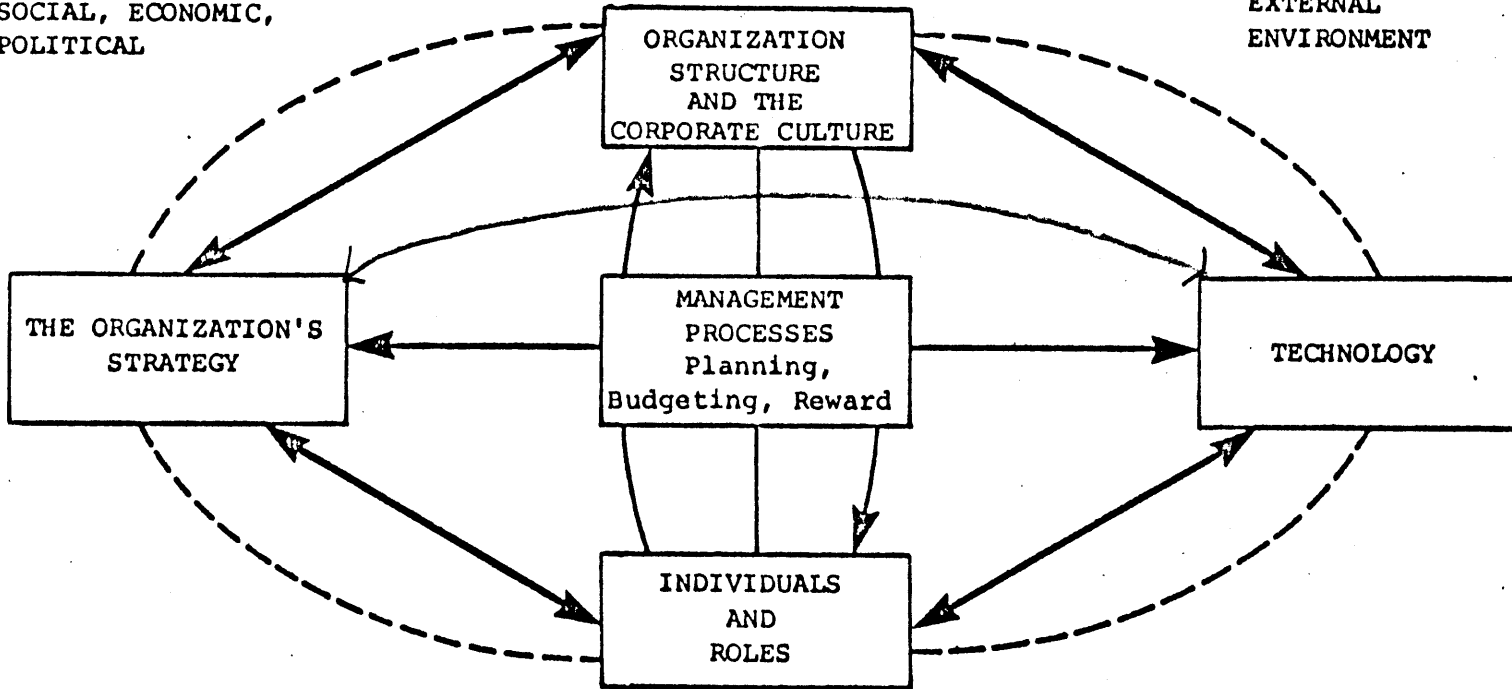 SOCIAL, ECONOMIC,
POLITICAL
EXTERNAL
ENVIRONMENT
ORGANIZATION
STRUCTURE
AND THE
CORPORATE CULTURE
THE ORGANIZATION'S
STRATEGY
MANAGEMENT
PROCESSES
Planning,
Budgeting, Reward
TECHNOLOGY
INDIVIDUALS
AND
ROLES